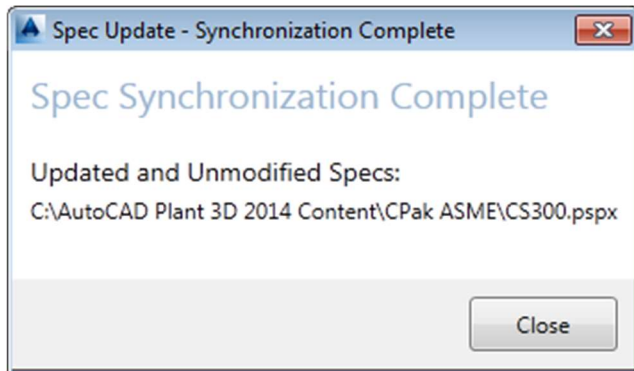 Spec Update - Synchronization Complete
Spec Synchronization Complete
Updated and Unmodified Specs:
C:\AutoCAD Plant 3D 2014 Content\CPak ASME\CS300.pspx
Close